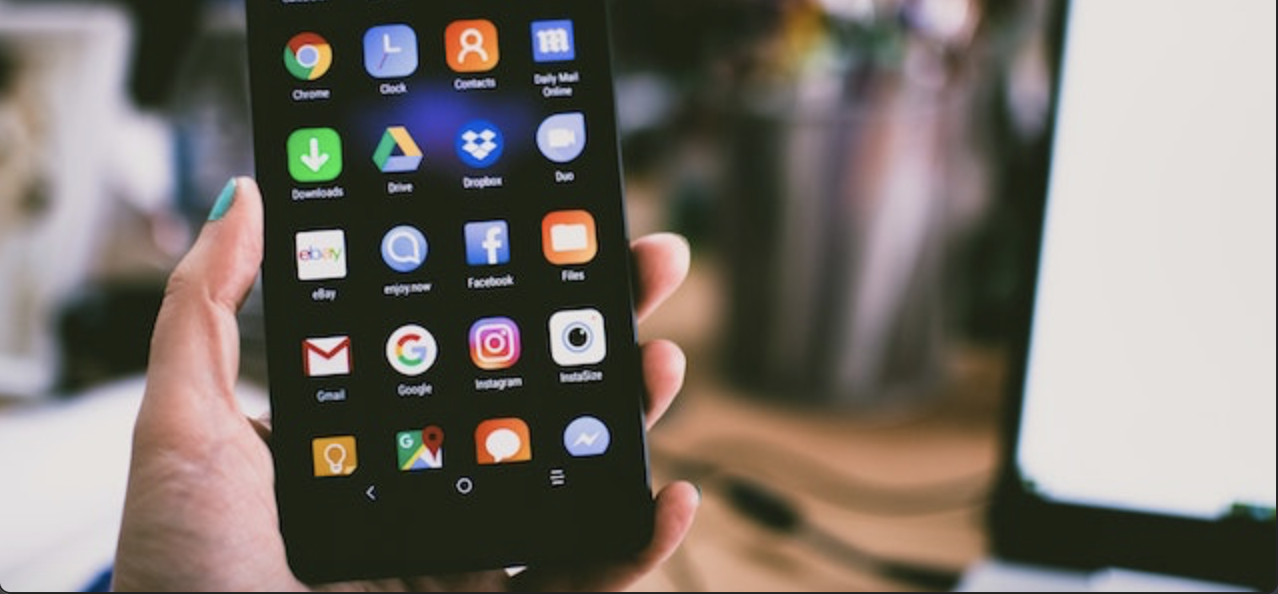 Chrome
Clock
Contacts
Daily Mail
Online
Downloads
Drive
Dropbox
Duo
ebay
eBay
enjoy.now
Facebook
Files
Gmail
Google
Instagram
InstaSize